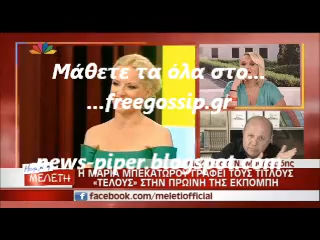 Μάθετε τα όλα στο...
...freegossip.gr
news-piper.blogspot.com
ΜΕΛΕΤΗ
Η ΜΑΡΙΑ ΜΠΕΚΑΤΩΡΟΥ ΓΡΑΦΕΙ ΤΟΥΣ ΤΙΤΛΟΥΣ
«ΤΕΛΟΥΣ» ΣΤΗΝ ΠΡΩΙΝΗ ΤΗΣ ΕΚΠΟΜΠΗ
facebook.com/meletiofficial